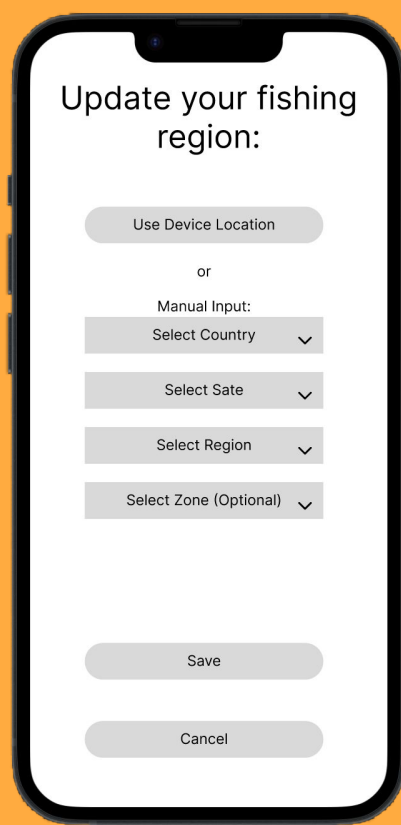 Update your fishing
region:
Use Device Location
or
Manual Input:
Select Country
Select Sate
Select Region
Select Zone (Optional)
Save
Cancel